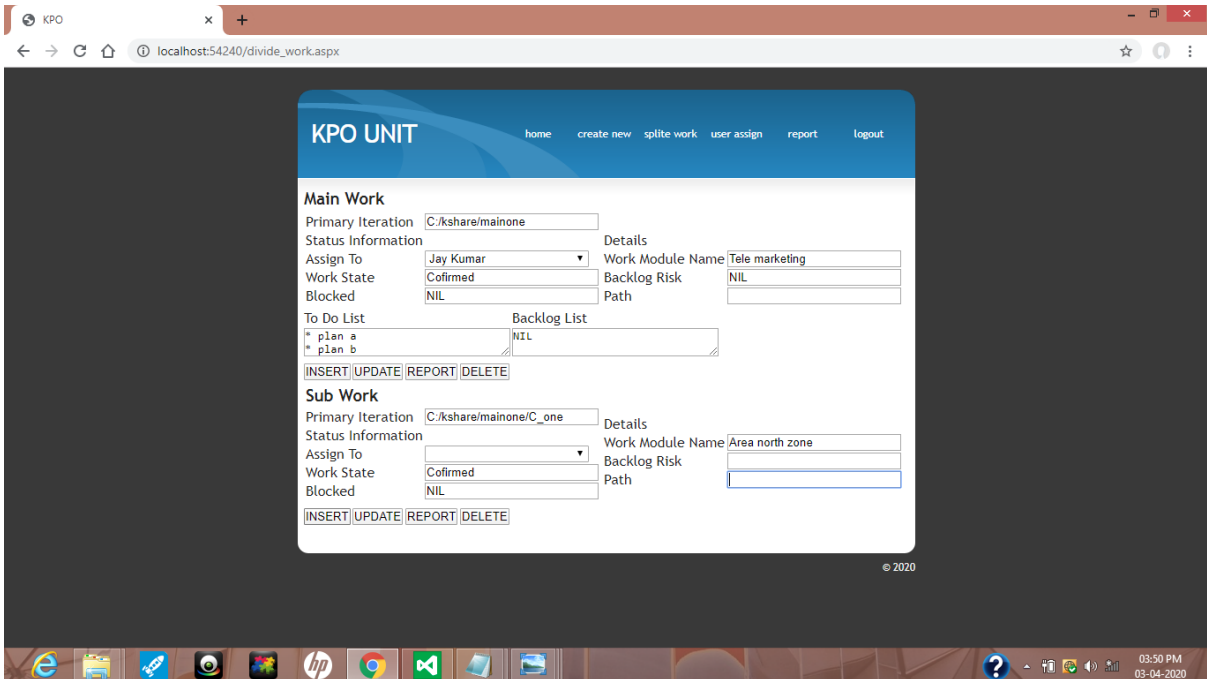 KPO
localhost:54240/divide_work.aspx
KPO UNIT
home create new splite work user assign report logout
Main Work
Primary Iteration C:/kshare/mainone
Status Information Details
Assign To Jay Kumar Work Module Name Tele marketing
Work State Cofirmed Backlog Risk NIL
Blocked NIL Path
To Do List Backlog List
* plan a NIL
* plan b
INSERT UPDATE REPORT DELETE
Sub Work
Primary Iteration C:/kshare/mainone/C_one
Details
Status Information
Work Module Name Area north zone
Assign To
Backlog Risk
Work State Cofirmed
Path
Blocked NIL
INSERT UPDATE REPORT DELETE
© 2020
hp
03:50 PM
03-04-2020